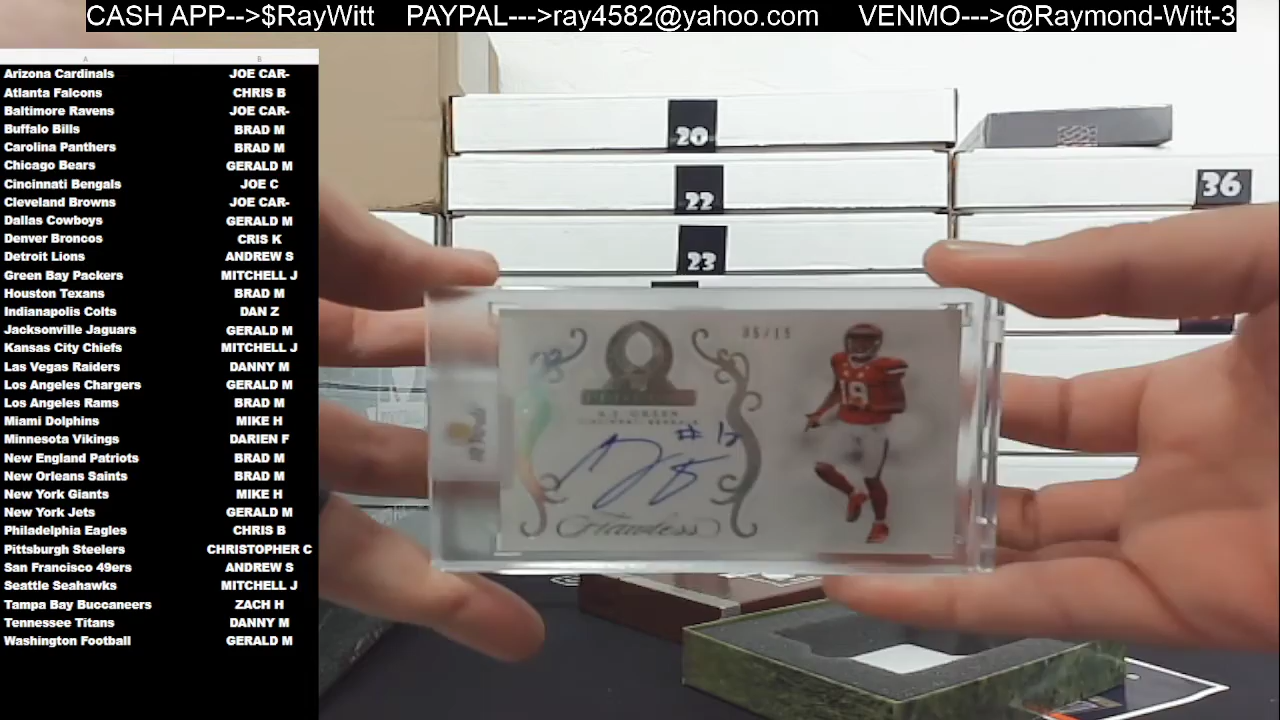 CASH APP-->$RayWitt PAYPAL--->ray4582@yahoo.com VENMO--->@Raymond-Witt-3
A B
Arizona Cardinals JOE CAR-
Atlanta Falcons CHRIS B
Baltimore Ravens JOE CAR-
Buffalo Bills BRAD M
Carolina Panthers BRAD M
Chicago Bears GERALD M
Cincinnati Bengals JOE C
Cleveland Browns JOE CAR-
Dallas Cowboys GERALD M
Denver Broncos CRIS K
Detroit Lions ANDREW S
Green Bay Packers MITCHELL J
Houston Texans BRAD M
Indianapolis Colts DAN Z
Jacksonville Jaguars GERALD M
Kansas City Chiefs MITCHELL J
Las Vegas Raiders DANNY M
Los Angeles Chargers GERALD M
Los Angeles Rams BRAD M
Miami Dolphins MIKE H
Minnesota Vikings DARIEN F
New England Patriots BRAD M
New Orleans Saints BRAD M
New York Giants MIKE H
New York Jets GERALD M
Philadelphia Eagles CHRIS B
Pittsburgh Steelers CHRISTOPHER C
San Francisco 49ers ANDREW S
Seattle Seahawks MITCHELL J
Tampa Bay Buccaneers ZACH H
Tennessee Titans DANNY M
Washington Football GERALD M
20
22
36
23
A.J. GREEN
CINCINNATI BENGALS
18
Flawless